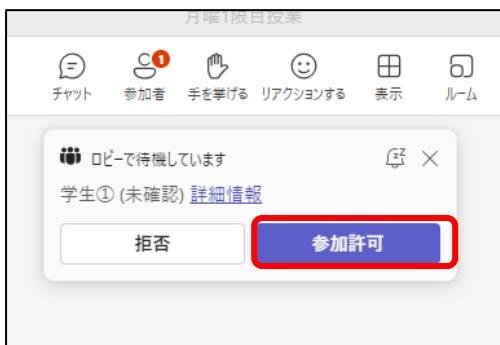 月曜1限目授業
1
チャット 参加者 手を挙げる リアクションする 表示 ルーム
ロビーで待機しています
学生① (未確認) 詳細情報
拒否 参加許可